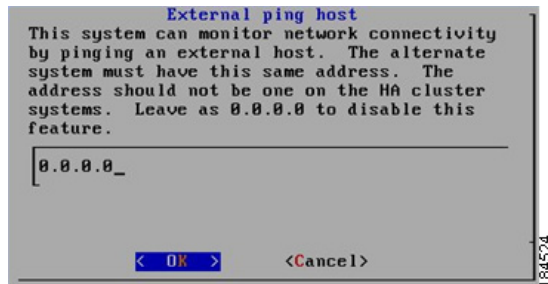 External ping host
This system can monitor network connectivity
by pinging an external host.  The alternate
system must have this same address.  The
address should not be one on the HA cluster
systems.  Leave as 0.0.0.0 to disable this
feature.
0.0.0.0_
<  OK  >
<Cancel>
184524